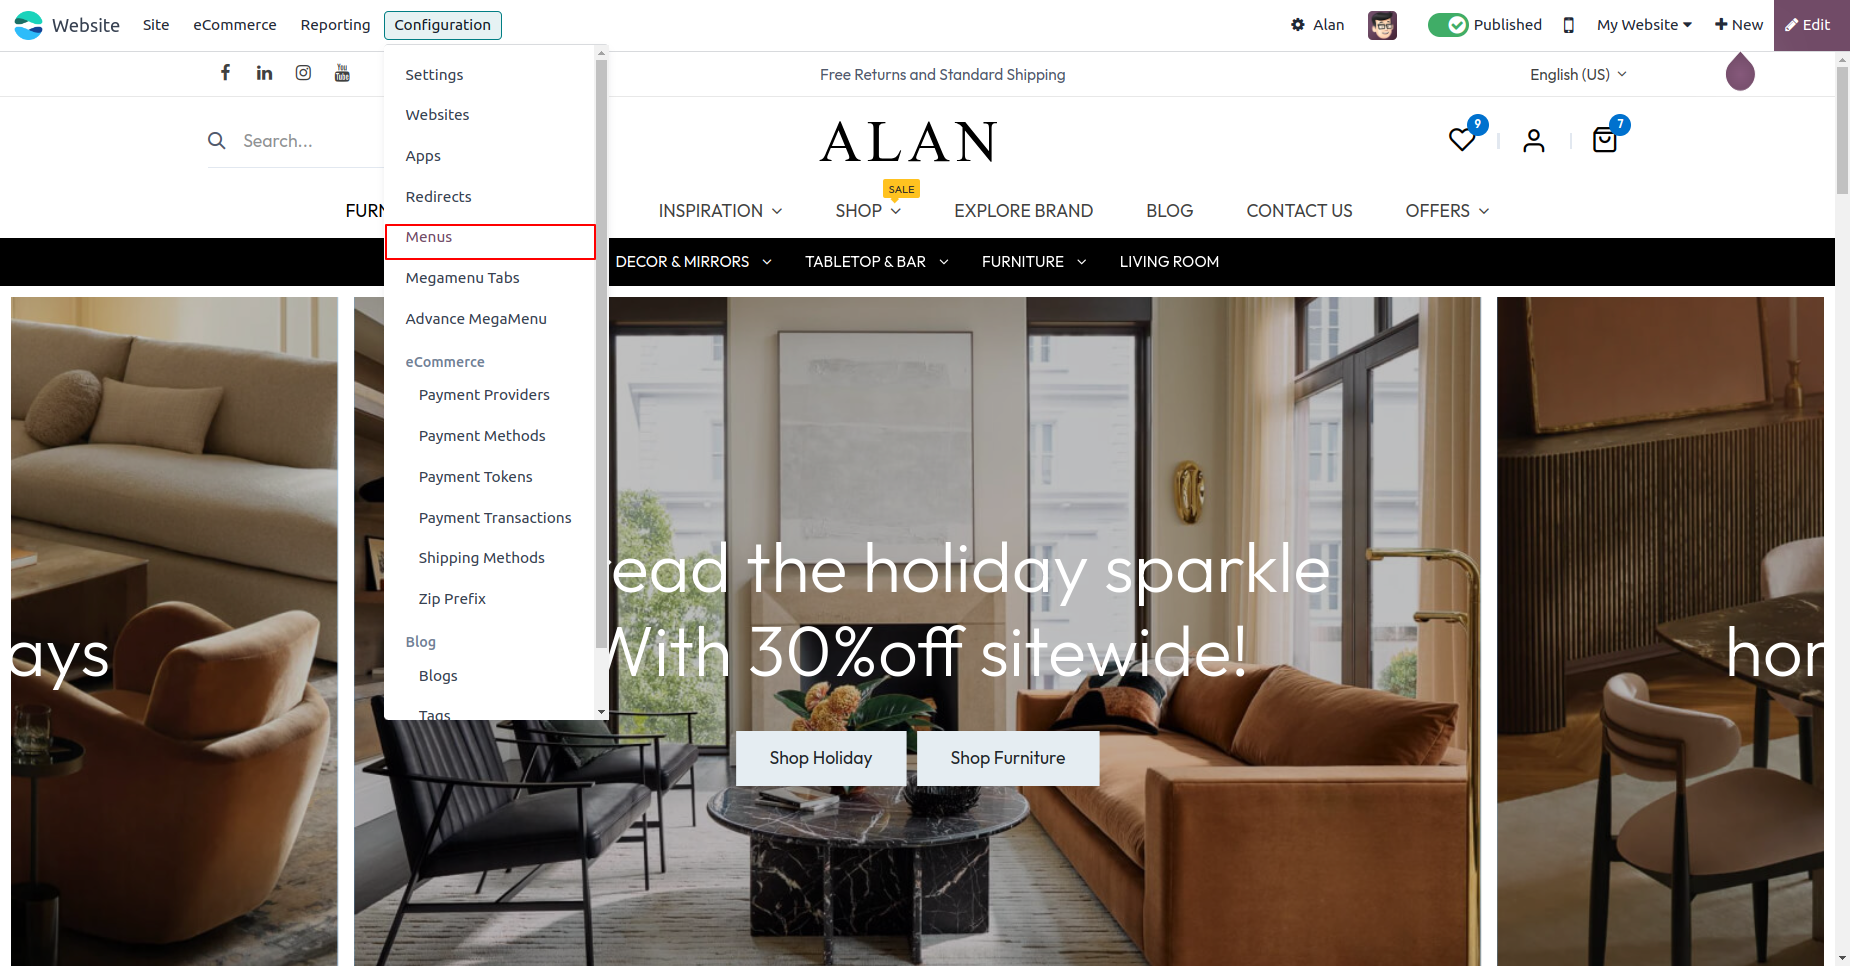 Website
Site
eCommerce
Reporting
Configuration
Alan
Published
My Website
New
Edit
Settings
Websites
Apps
Redirects
Menus
Megamenu Tabs
Advance MegaMenu
eCommerce
Payment Providers
Payment Methods
Payment Tokens
Payment Transactions
Shipping Methods
Zip Prefix
Blog
Blogs
Tags
You Tube
Free Returns and Standard Shipping
English (US)
Search...
ALAN
9
7
SALE
FURN
INSPIRATION
SHOP
EXPLORE BRAND
BLOG
CONTACT US
OFFERS
DECOR & MIRRORS
TABLETOP & BAR
FURNITURE
LIVING ROOM
ays
read the holiday sparkle
With 30%off sitewide!
hor
Shop Holiday
Shop Furniture